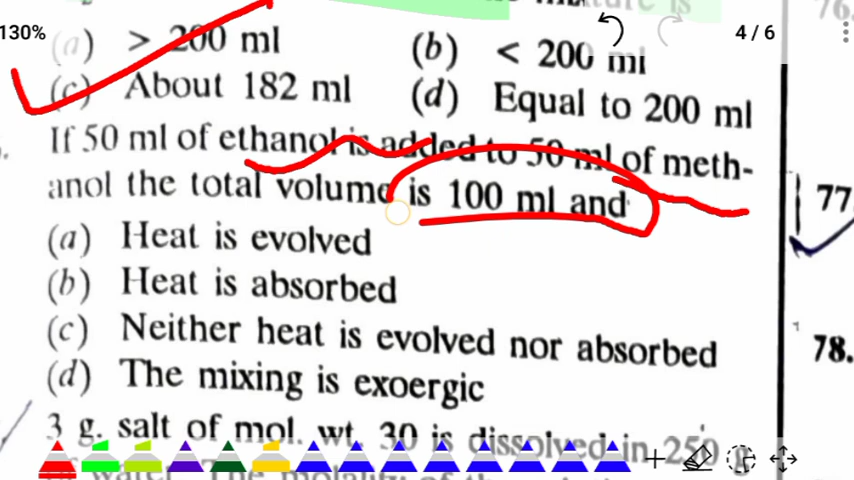 130%
4 / 6
76.
(a) > 200 ml
(b) < 200 ml
(c) About 182 ml
(d) Equal to 200 ml
If 50 ml of ethanol is added to 50 ml of meth-
anol the total volume is 100 ml and
(a) Heat is evolved
(b) Heat is absorbed
(c) Neither heat is evolved nor absorbed
(d) The mixing is exoergic
3 g. salt of mol. wt. 30 is dissolved in 250 g
77
78.